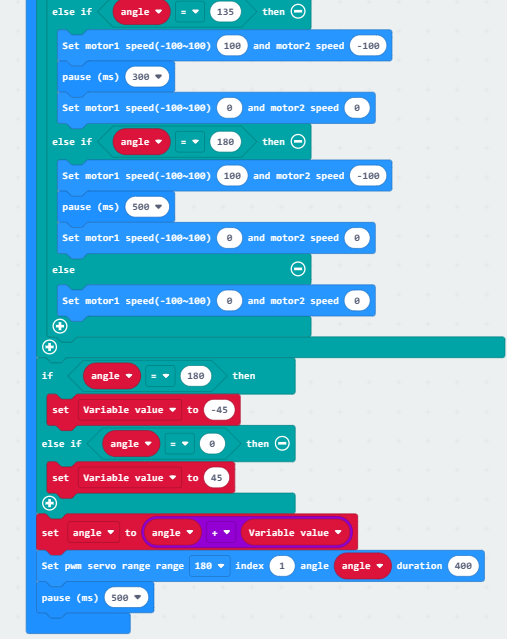 else if angle = 135 then
Set motor1 speed(-100~100) 100 and motor2 speed -100
pause (ms) 300
Set motor1 speed(-100~100) 0 and motor2 speed 0
else if angle = 180 then
Set motor1 speed(-100~100) 100 and motor2 speed -100
pause (ms) 500
Set motor1 speed(-100~100) 0 and motor2 speed 0
else
Set motor1 speed(-100~100) 0 and motor2 speed 0
if angle = 180 then
set Variable value to -45
else if angle = 0 then
set Variable value to 45
set angle to angle + Variable value
Set pwm servo range range 180 index 1 angle angle duration 400
pause (ms) 500